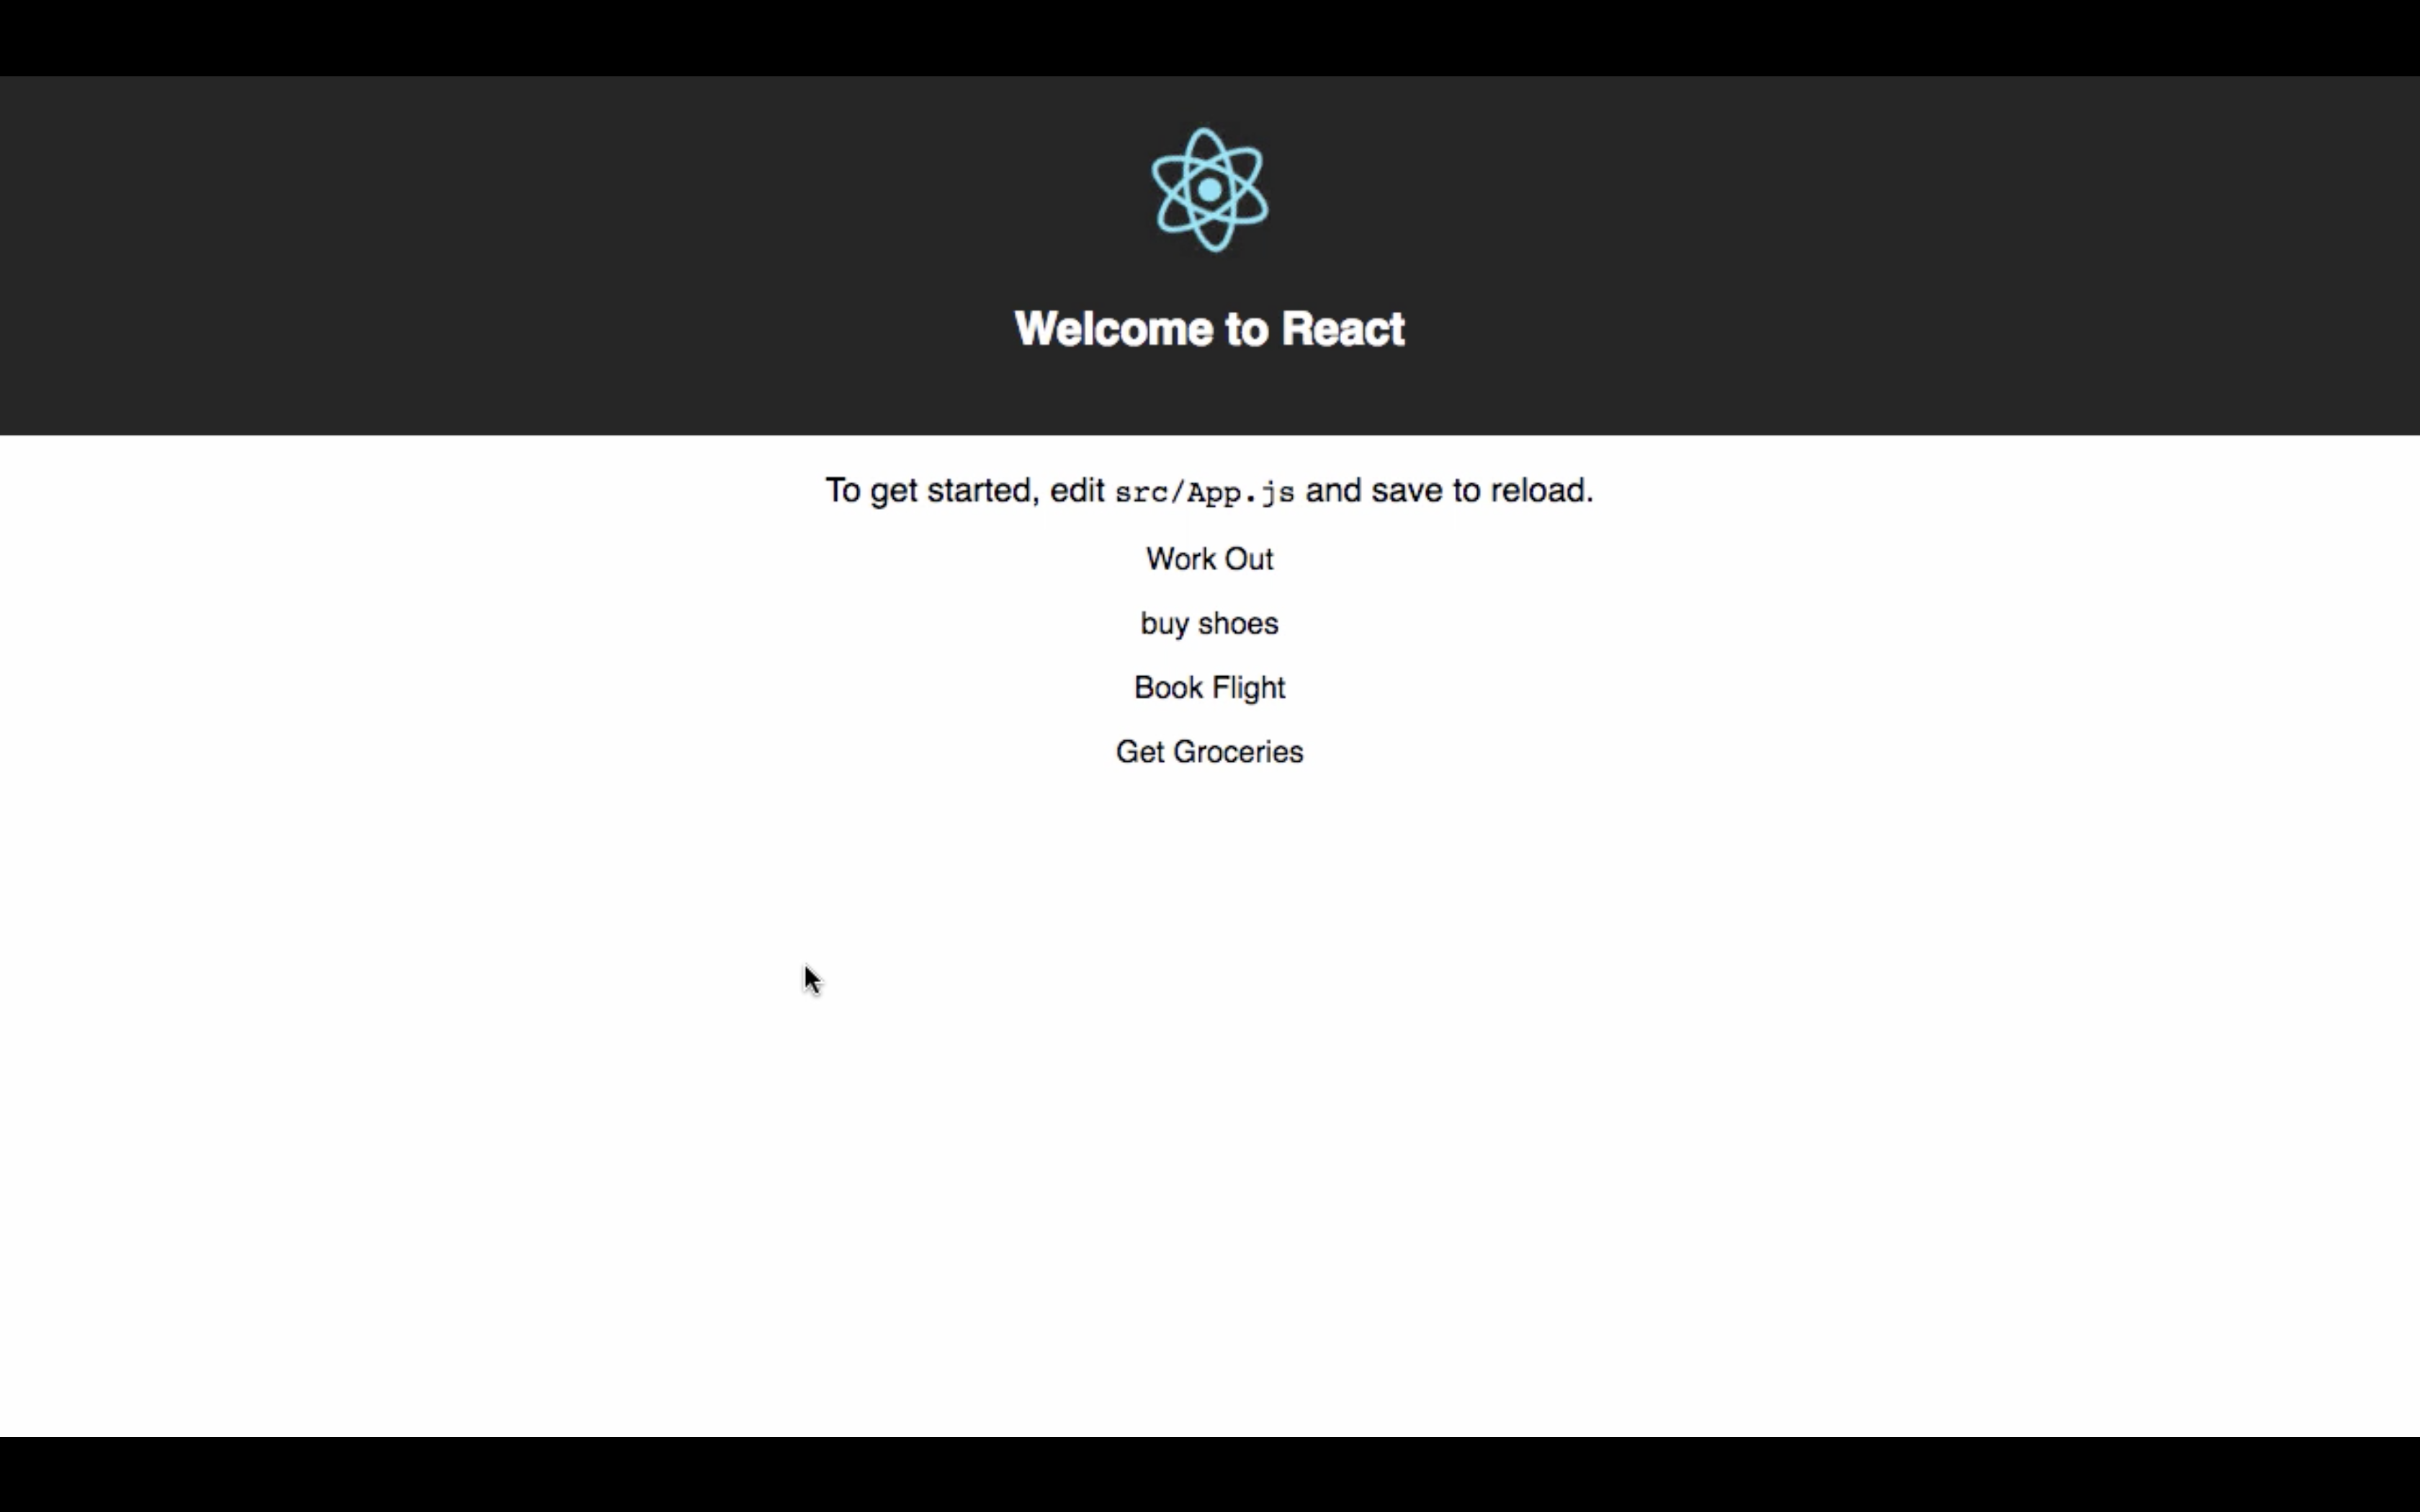 Welcome to React
To get started, edit src/App.js and save to reload.
Work Out
buy shoes
Book Flight
Get Groceries